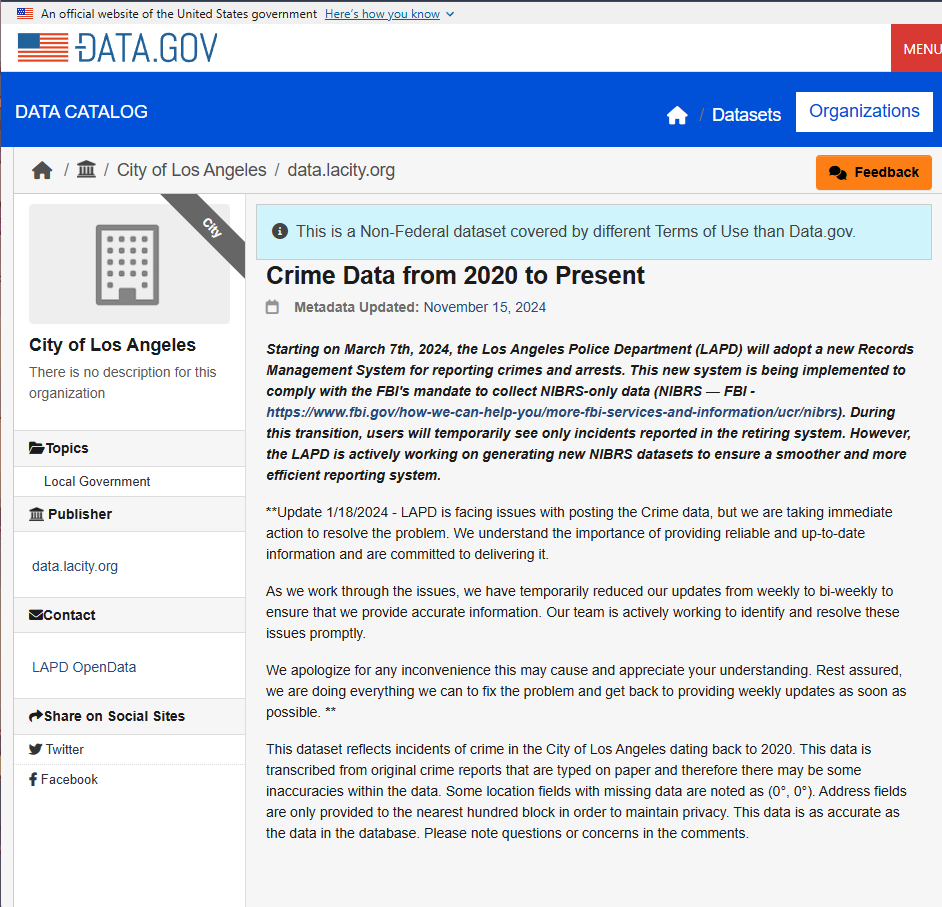 An official website of the United States government Here's how you know
DATA.GOV
MENU
DATA CATALOG
/ Datasets
Organizations
/ / City of Los Angeles / data.lacity.org
Feedback
City
City of Los Angeles
There is no description for this
organization
Topics
Local Government
Publisher
data.lacity.org
Contact
LAPD OpenData
Share on Social Sites
Twitter
Facebook
This is a Non-Federal dataset covered by different Terms of Use than Data.gov.
Crime Data from 2020 to Present
Metadata Updated: November 15, 2024
Starting on March 7th, 2024, the Los Angeles Police Department (LAPD) will adopt a new Records
Management System for reporting crimes and arrests. This new system is being implemented to
comply with the FBI's mandate to collect NIBRS-only data (NIBRS — FBI -
https://www.fbi.gov/how-we-can-help-you/more-fbi-services-and-information/ucr/nibrs). During
this transition, users will temporarily see only incidents reported in the retiring system. However,
the LAPD is actively working on generating new NIBRS datasets to ensure a smoother and more
efficient reporting system.
**Update 1/18/2024 - LAPD is facing issues with posting the Crime data, but we are taking immediate
action to resolve the problem. We understand the importance of providing reliable and up-to-date
information and are committed to delivering it.
As we work through the issues, we have temporarily reduced our updates from weekly to bi-weekly to
ensure that we provide accurate information. Our team is actively working to identify and resolve these
issues promptly.
We apologize for any inconvenience this may cause and appreciate your understanding. Rest assured,
we are doing everything we can to fix the problem and get back to providing weekly updates as soon as
possible. **
This dataset reflects incidents of crime in the City of Los Angeles dating back to 2020. This data is
transcribed from original crime reports that are typed on paper and therefore there may be some
inaccuracies within the data. Some location fields with missing data are noted as (0°, 0°). Address fields
are only provided to the nearest hundred block in order to maintain privacy. This data is as accurate as
the data in the database. Please note questions or concerns in the comments.